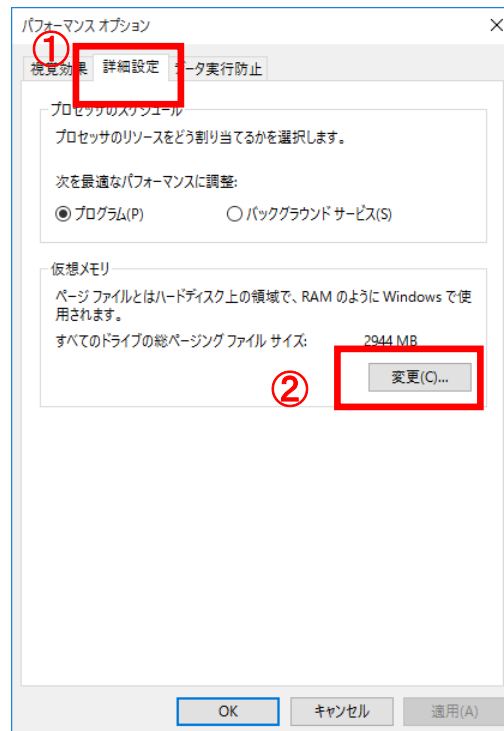 パフォーマンス オプション
①
視覚効果 詳細設定 データ実行防止
プロセッサのスケジュール
プロセッサのリソースをどう割り当てるかを選択します。
次を最適なパフォーマンスに調整:
プログラム(P) バックグラウンド サービス(S)
仮想メモリ
ページ ファイルとはハードディスク上の領域で、RAM のように Windows で使
用されます。
すべてのドライブの総ページング ファイル サイズ: 2944 MB
② 変更(C)...
OK キャンセル 適用(A)